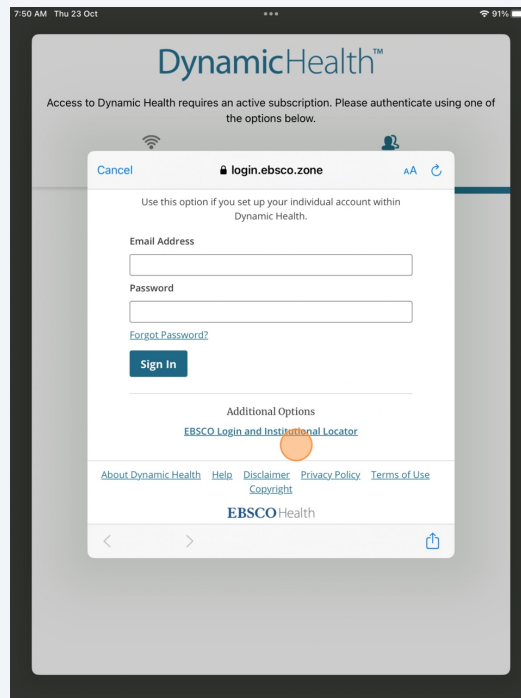 7:50 AM Thu 23 Oct
91%
DynamicHealth™
Access to Dynamic Health requires an active subscription. Please authenticate using one of
the options below.
Cancel
login.ebsco.zone
AA
Use this option if you set up your individual account within
Dynamic Health.
Email Address
Password
Forgot Password?
Sign In
Additional Options
EBSCO Login and Institutional Locator
About Dynamic Health Help Disclaimer Privacy Policy Terms of Use
Copyright
EBSCO Health